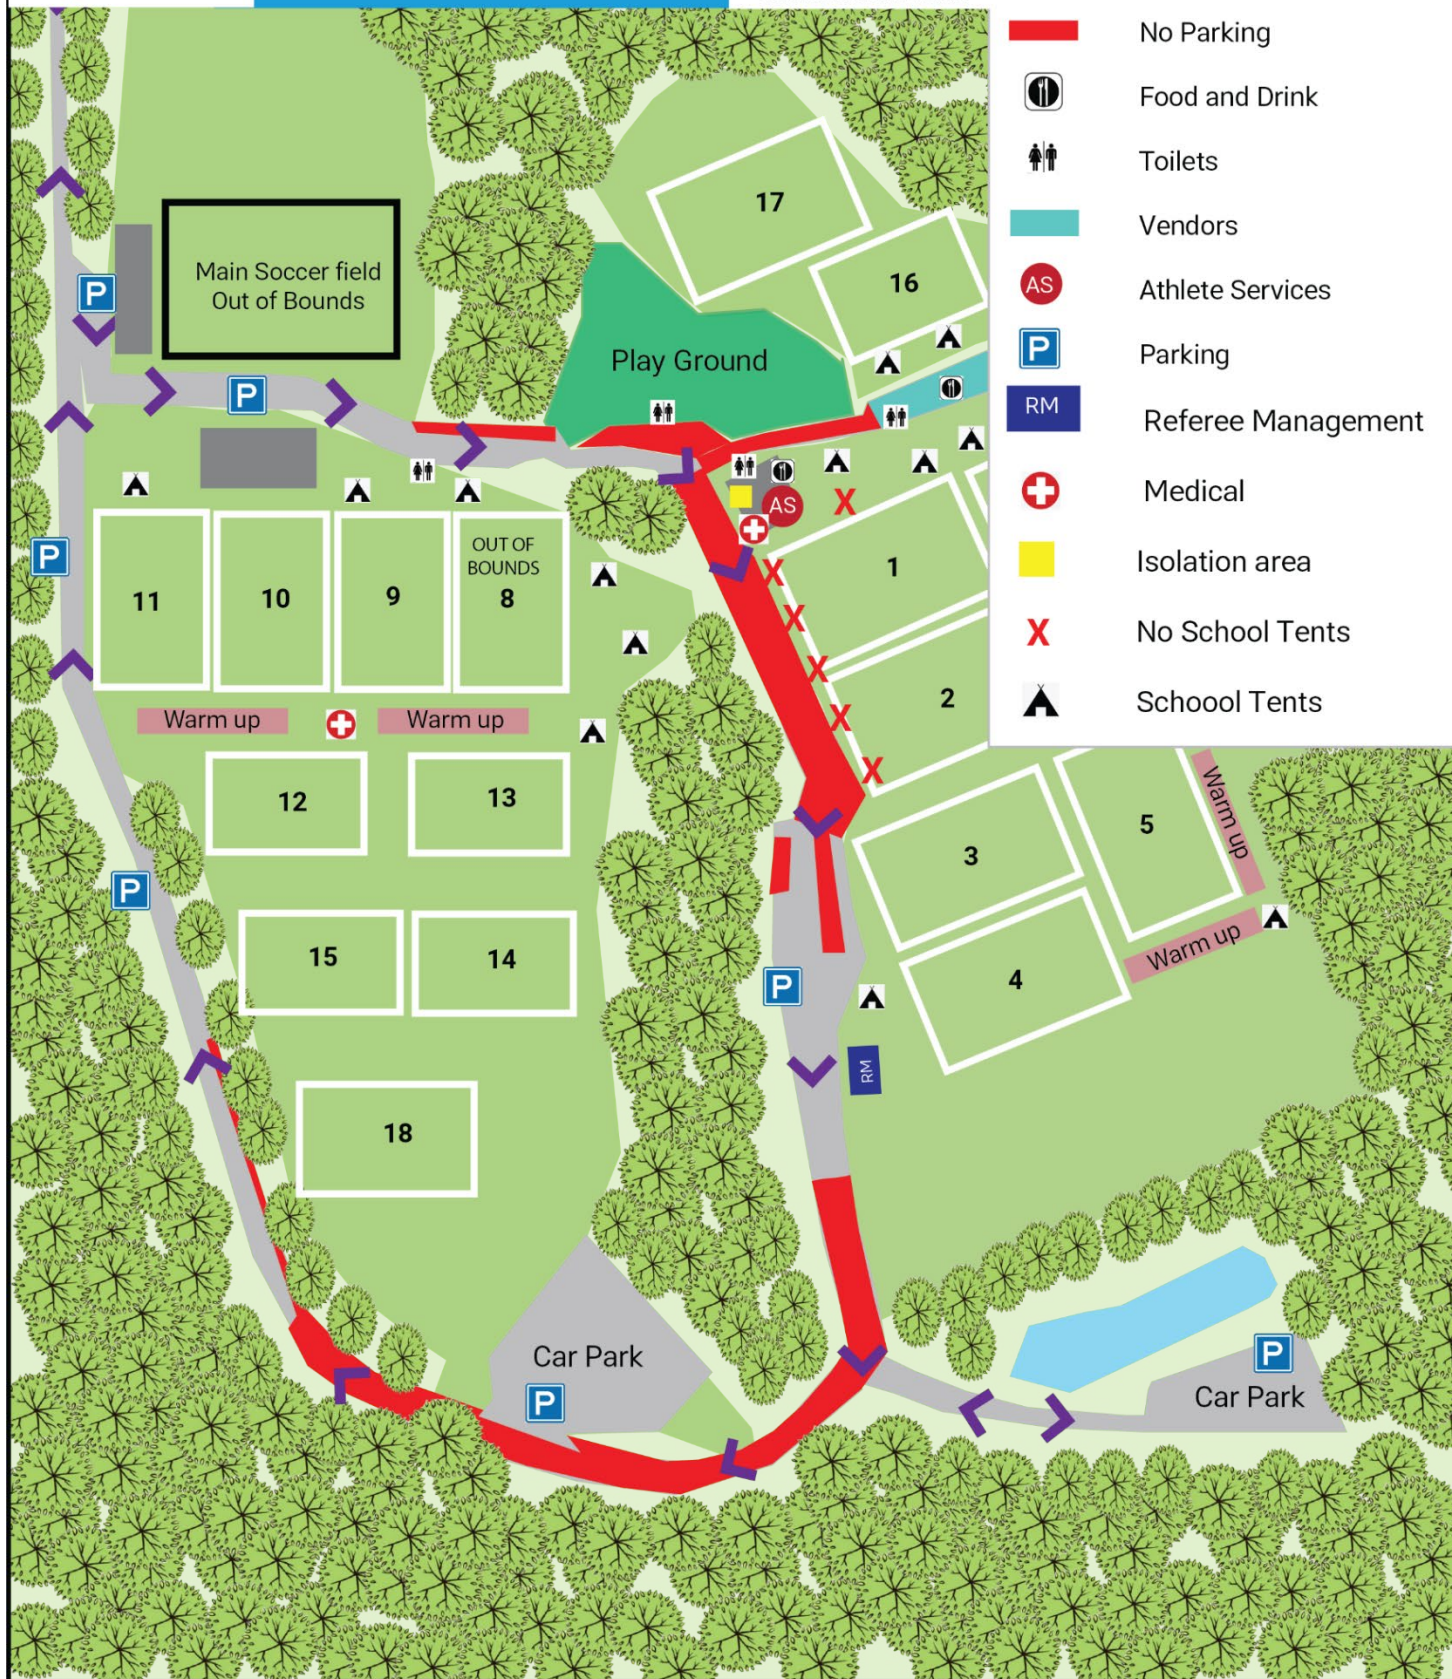 No Parking
Food and Drink
Toilets
Vendors
AS
Athlete Services
P
Parking
RM
Referee Management
Medical
Isolation area
X
No School Tents
Schoool Tents
17
16
Main Soccer field
Out of Bounds
P
P
Play Ground
AS
X
1
X
X
X
X
X
2
P
11
10
9
OUT OF
BOUNDS
8
Warm up
Warm up
12
13
3
5
Warm up
Warm up
4
P
15
14
P
RM
18
Car Park
P
P
Car Park